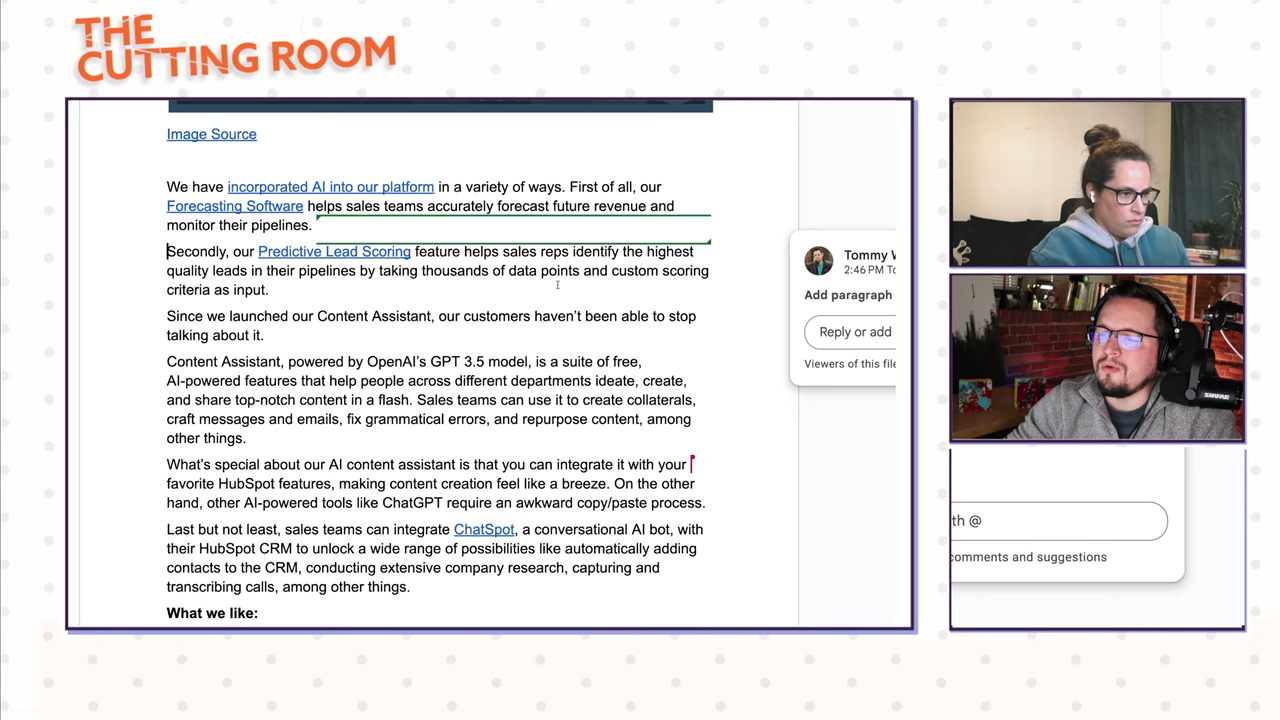 THE
CUTTING ROOM
Image Source
We have incorporated AI into our platform in a variety of ways. First of all, our
Forecasting Software helps sales teams accurately forecast future revenue and
monitor their pipelines.
Secondly, our Predictive Lead Scoring feature helps sales reps identify the highest
quality leads in their pipelines by taking thousands of data points and custom scoring
criteria as input.
Since we launched our Content Assistant, our customers haven’t been able to stop
talking about it.
Content Assistant, powered by OpenAI’s GPT 3.5 model, is a suite of free,
AI-powered features that help people across different departments ideate, create,
and share top-notch content in a flash. Sales teams can use it to create collaterals,
craft messages and emails, fix grammatical errors, and repurpose content, among
other things.
What’s special about our AI content assistant is that you can integrate it with your
favorite HubSpot features, making content creation feel like a breeze. On the other
hand, other AI-powered tools like ChatGPT require an awkward copy/paste process.
Last but not least, sales teams can integrate ChatSpot, a conversational AI bot, with
their HubSpot CRM to unlock a wide range of possibilities like automatically adding
contacts to the CRM, conducting extensive company research, capturing and
transcribing calls, among other things.
What we like:
Tommy W
2:46 PM To
Add paragraph
Reply or add
Viewers of this file
SHURE
th @
comments and suggestions